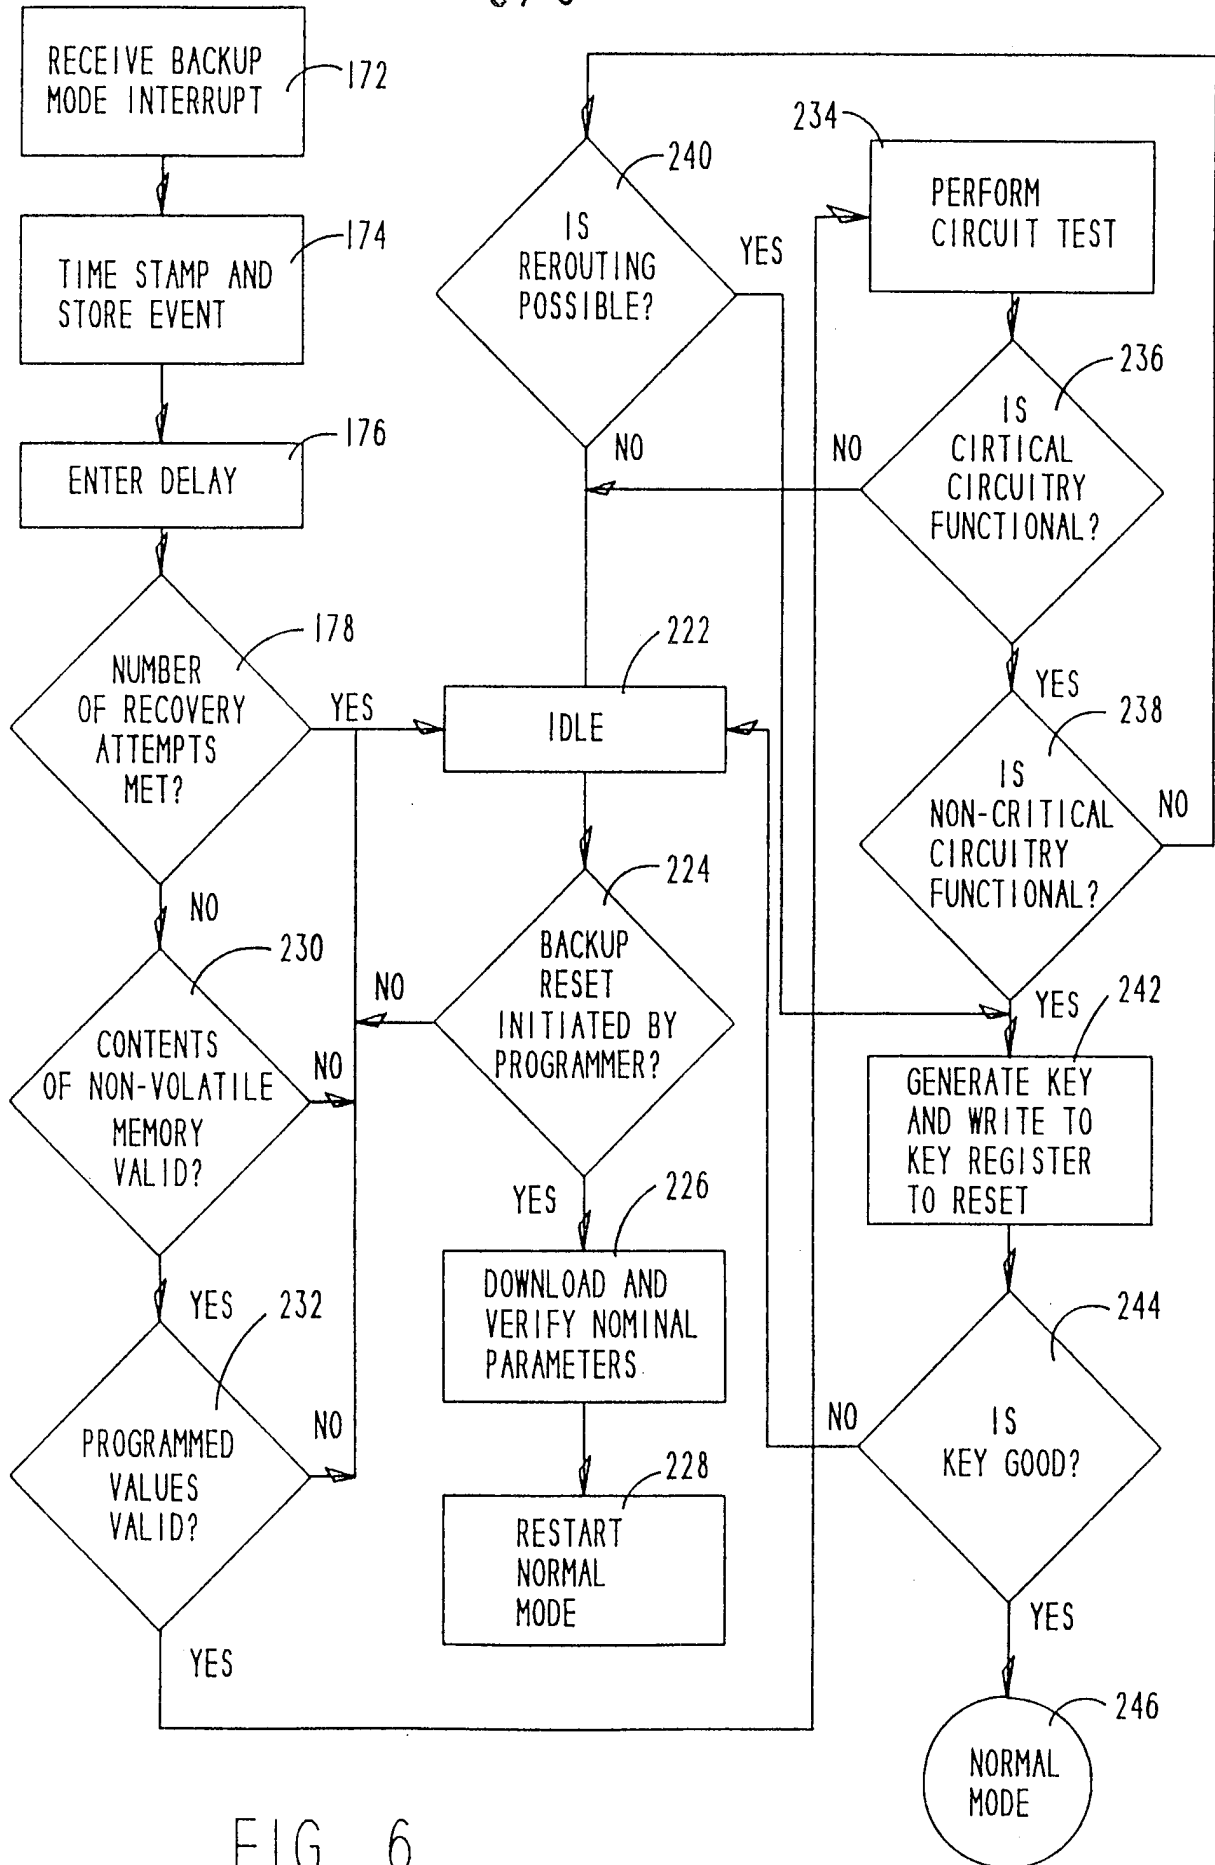 RECEIVE BACKUP
MODE INTERRUPT
172
TIME STAMP AND
STORE EVENT
174
ENTER DELAY
176
NUMBER
OF RECOVERY
ATTEMPTS
MET?
178
YES
NO
CONTENTS
OF NON-VOLATILE
MEMORY
VALID?
230
NO
YES
PROGRAMMED
VALUES
VALID?
232
NO
YES
IS
REROUTING
POSSIBLE?
240
YES
NO
IDLE
222
BACKUP
RESET
INITIATED BY
PROGRAMMER?
224
NO
YES
DOWNLOAD AND
VERIFY NOMINAL
PARAMETERS
226
RESTART
NORMAL
MODE
228
234
PERFORM
CIRCUIT TEST
IS
CIRTICAL
CIRCUITRY
FUNCTIONAL?
236
NO
YES
IS
NON-CRITICAL
CIRCUITRY
FUNCTIONAL?
238
NO
YES
GENERATE KEY
AND WRITE TO
KEY REGISTER
TO RESET
242
IS
KEY GOOD?
244
NO
YES
NORMAL
MODE
246
FIG 6